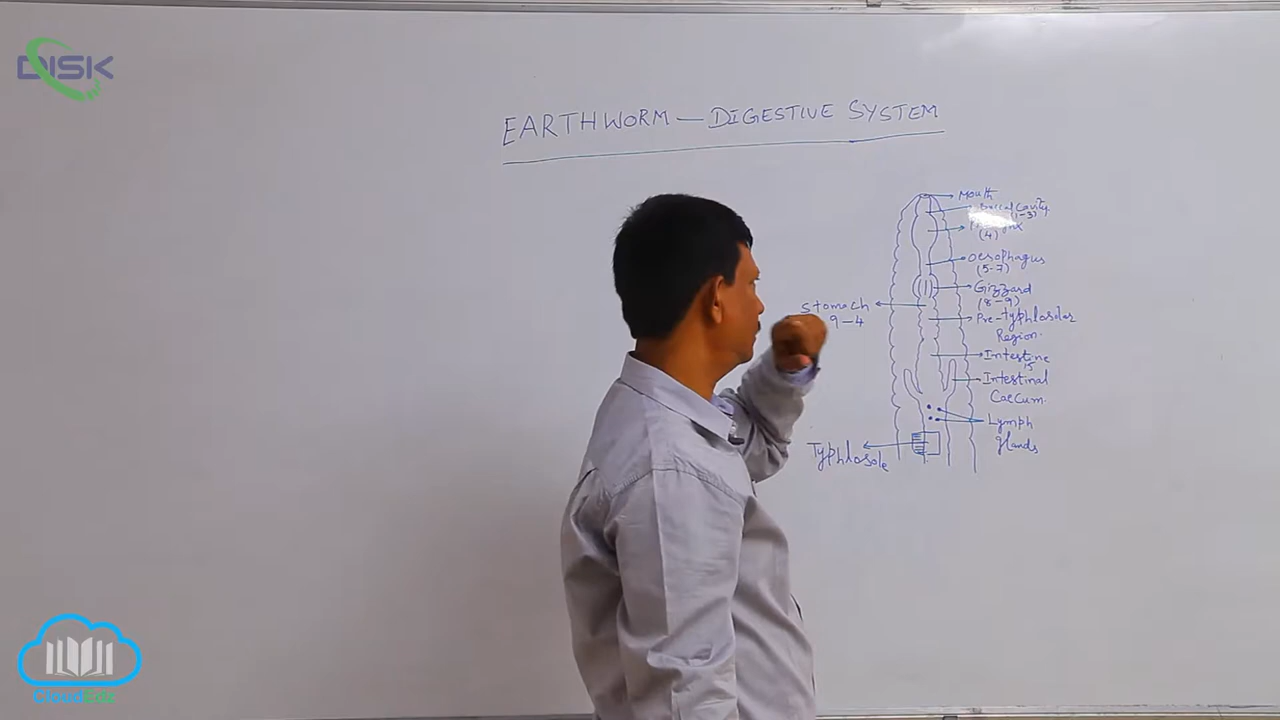 DISK
EARTHWORM — DIGESTIVE SYSTEM
Mouth
Buccal Cavity
(1-3)
(4)
Oesophagus
(5-7)
Gizzard
(8-9)
Stomach
9-4
Pre-typhlosolar
Region.
Intestine
15
Intestinal
Caecum.
Lymph
glands
Typhlosole
CloudEdz